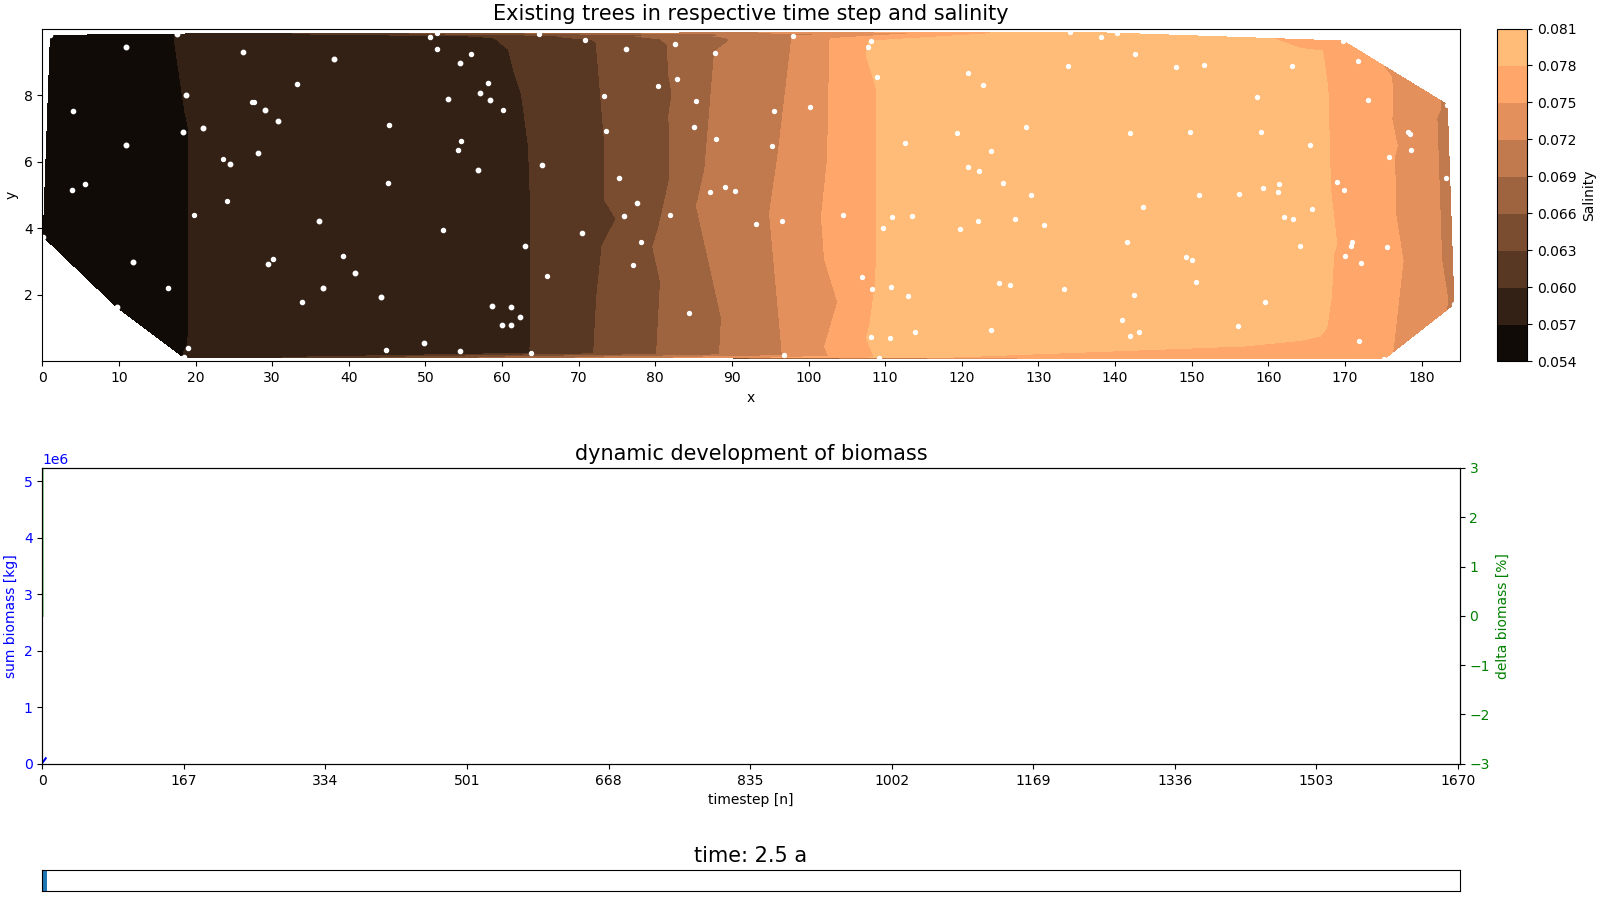 Existing trees in respective time step and salinity
y
8
6
4
2
0 10 20 30 40 50 60 70 80 90 100 110 120 130 140 150 160 170 180
x
0.081
0.078
0.075
0.072
0.069
0.066
0.063
0.060
0.057
0.054
Salinity
dynamic development of biomass
1e6
sum biomass [kg]
5
4
3
2
1
0
3
2
1
0
−1
−2
−3
delta biomass [%]
0 167 334 501 668 835 1002 1169 1336 1503 1670
timestep [n]
time: 2.5 a